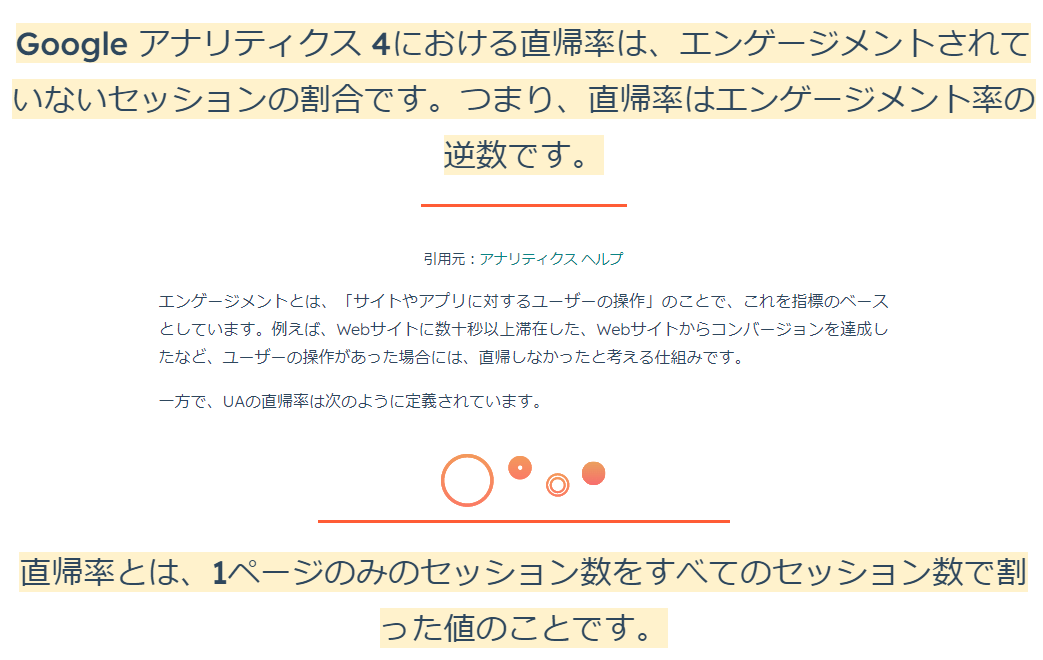 Google アナリティクス 4における直帰率は、エンゲージメントされて
いないセッションの割合です。つまり、直帰率はエンゲージメント率の
逆数です。
引用元：アナリティクス ヘルプ
エンゲージメントとは、「サイトやアプリに対するユーザーの操作」のことで、これを指標のベース
としています。例えば、Webサイトに数十秒以上滞在した、Webサイトからコンバージョンを達成し
たなど、ユーザーの操作があった場合には、直帰しなかったと考える仕組みです。
一方で、UAの直帰率は次のように定義されています。
直帰率とは、1ページのみのセッション数をすべてのセッション数で割
った値のことです。